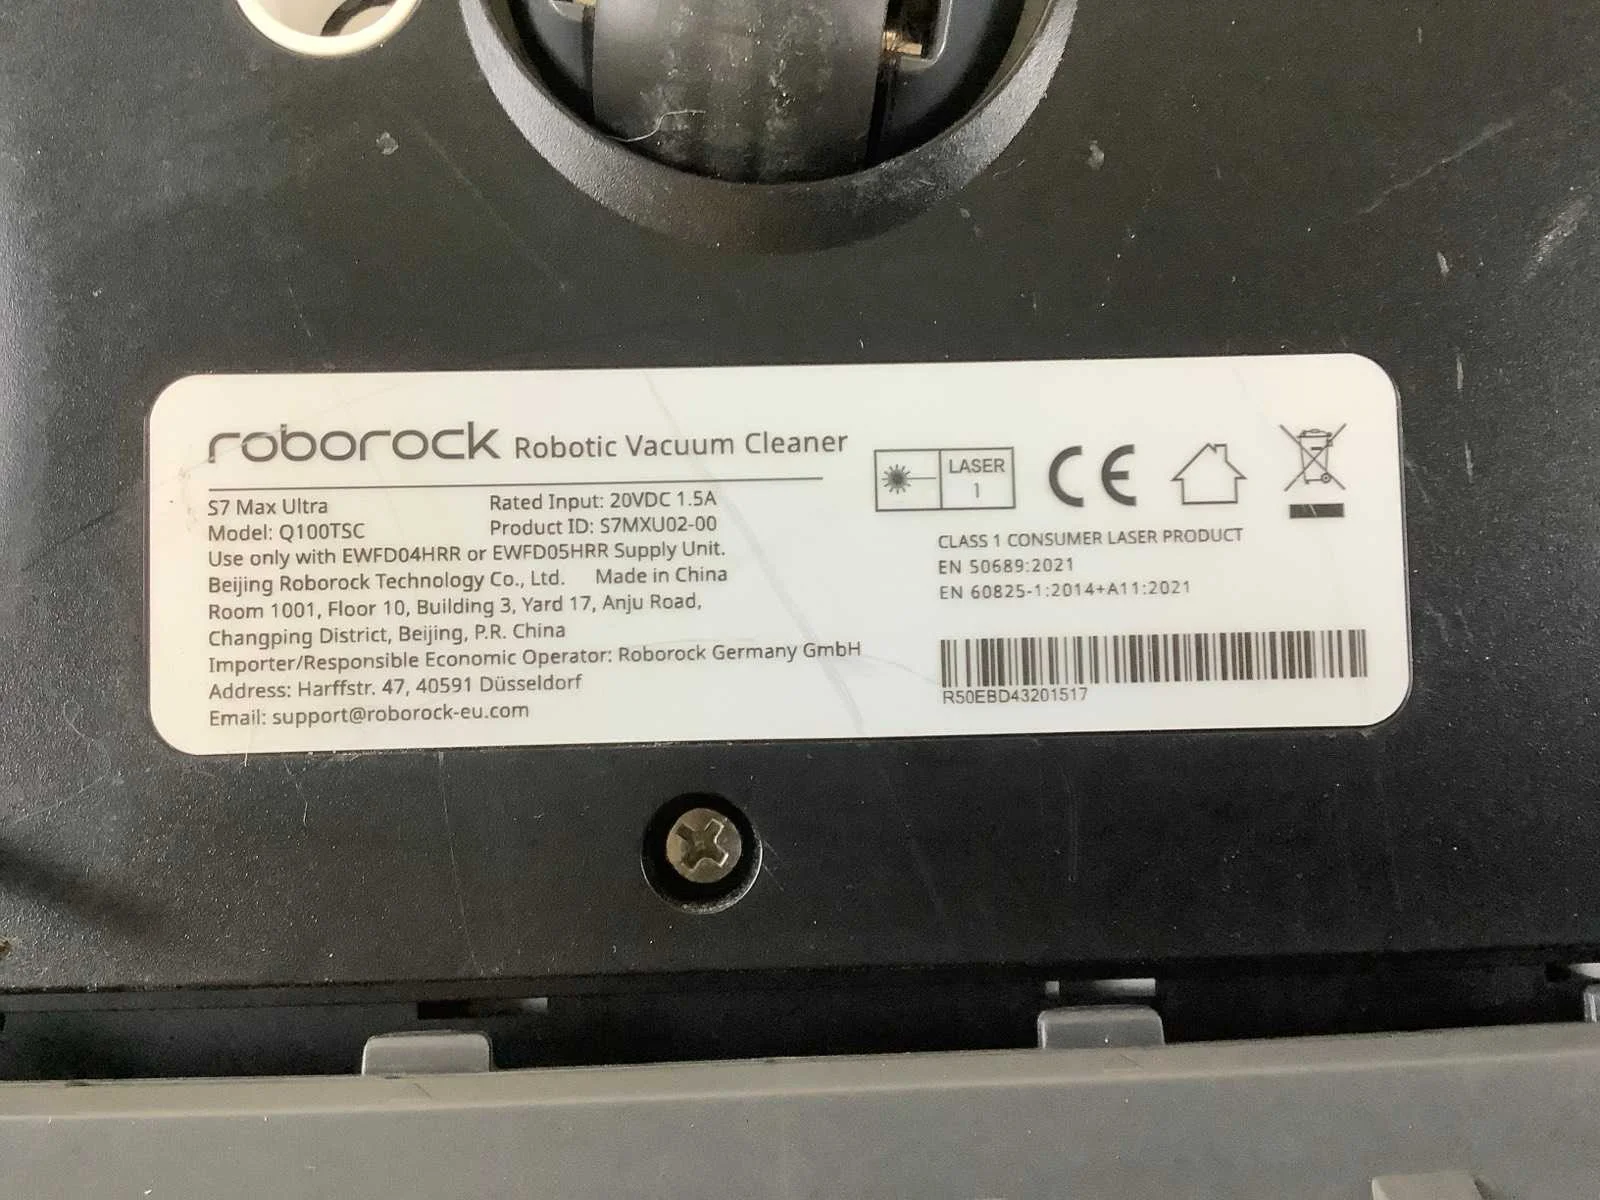 roborock Robotic Vacuum Cleaner
S7 Max Ultra Rated Input: 20VDC 1.5A
Model: Q100TSC Product ID: S7MXU02-00
Use only with EWFD04HRR or EWFD05HRR Supply Unit.
Beijing Roborock Technology Co., Ltd. Made in China
Room 1001, Floor 10, Building 3, Yard 17, Anju Road,
Changping District, Beijing, P.R. China
Importer/Responsible Economic Operator: Roborock Germany GmbH
Address: Harffstr. 47, 40591 Düsseldorf
Email: support@roborock-eu.com
LASER
1
CE
CLASS 1 CONSUMER LASER PRODUCT
EN 50689:2021
EN 60825-1:2014+A11:2021
R50EBD43201517